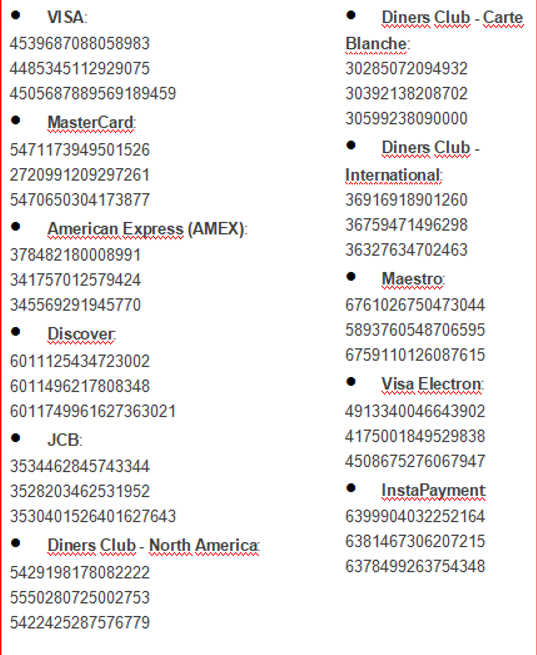 ● VISA:
4539687088058983
4485345112929075
4505687889569189459
● MasterCard:
5471173949501526
2720991209297261
5470650304173877
● American Express (AMEX):
378482180008991
341757012579424
345569291945770
● Discover:
6011125434723002
6011496217808348
6011749961627363021
● JCB:
3534462845743344
3528203462531952
3530401526401627643
● Diners Club - North America:
5429198178082222
5550280725002753
5422425287576779
● Diners Club - Carte
Blanche:
30285072094932
30392138208702
30599238090000
● Diners Club -
International:
36916918901260
36759471496298
36327634702463
● Maestro:
6761026750473044
5893760548706595
6759110126087615
● Visa Electron:
4913340046643902
4175001849529838
4508675276067947
● InstaPayment:
6399904032252164
6381467306207215
6378499263754348